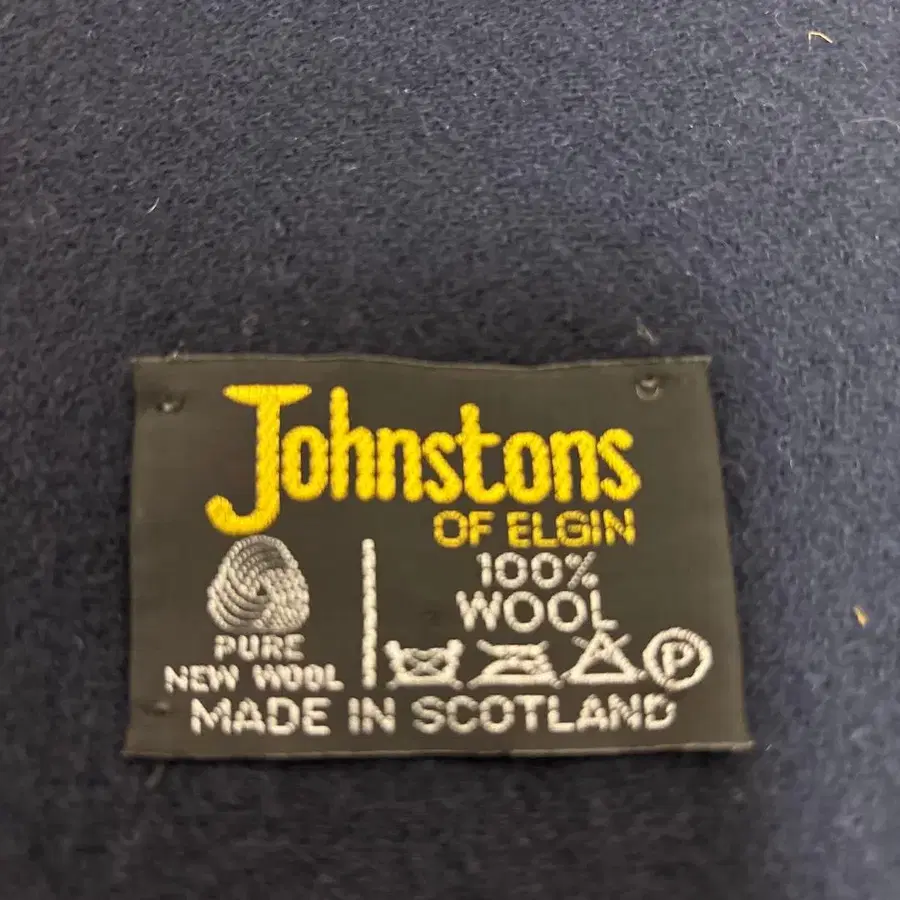 Johnstons
OF ELGIN
100%
WOOL
PURE
NEW WOOL
P
MADE IN SCOTLAND